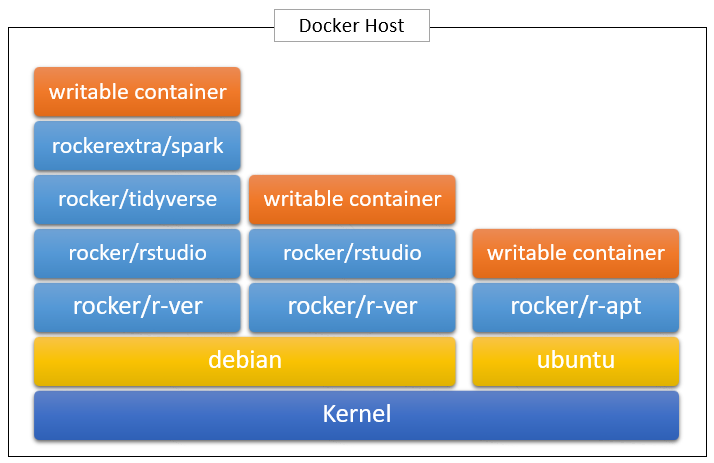 Docker Host
writable container
rockerextra/spark
rocker/tidyverse
writable container
rocker/rstudio
rocker/rstudio
writable container
rocker/r-ver
rocker/r-ver
rocker/r-apt
debian
ubuntu
Kernel